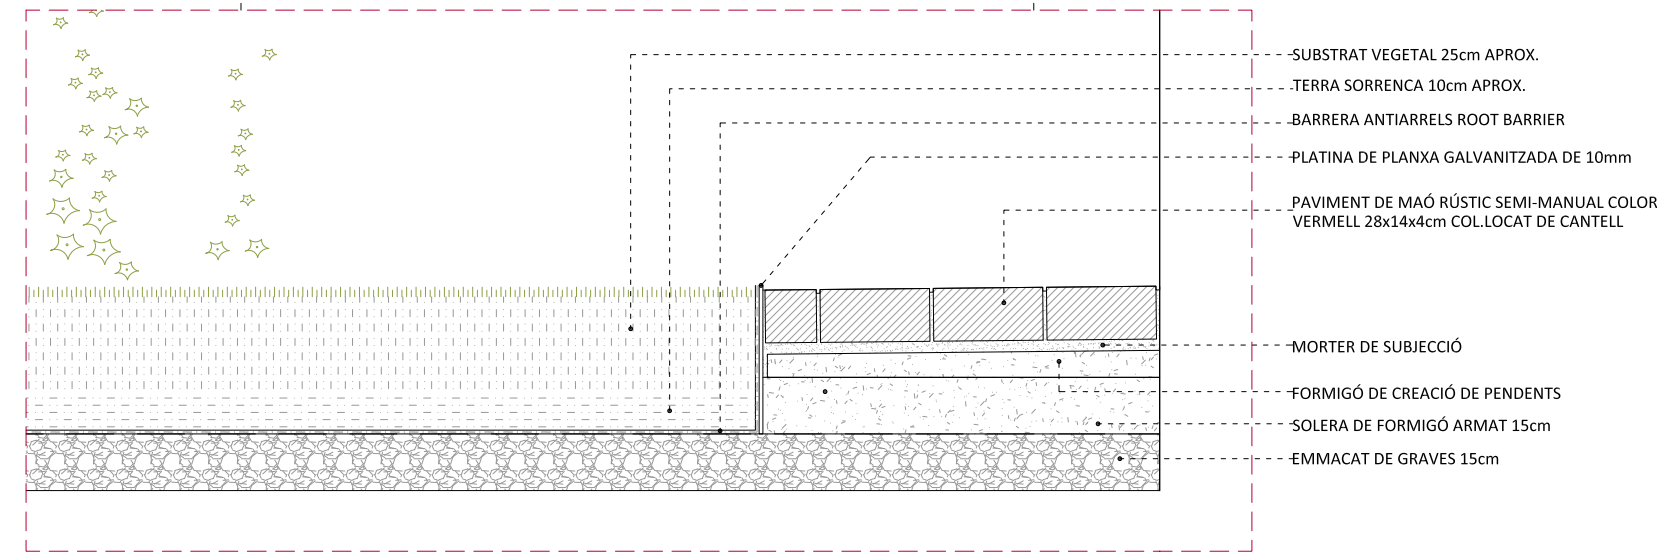 SUBSTRAT VEGETAL 25cm APROX.
TERRA SORRENCA 10cm APROX.
BARRERA ANTIARRELS ROOT BARRIER
PLATINA DE PLANXA GALVANITZADA DE 10mm
PAVIMENT DE MAÓ RÚSTIC SEMI-MANUAL COLOR
VERMELL 28x14x4cm COL.LOCAT DE CANTELL
MORTER DE SUBJECCIÓ
FORMIGÓ DE CREACIÓ DE PENDENTS
SOLERA DE FORMIGÓ ARMAT 15cm
EMMACAT DE GRAVES 15cm